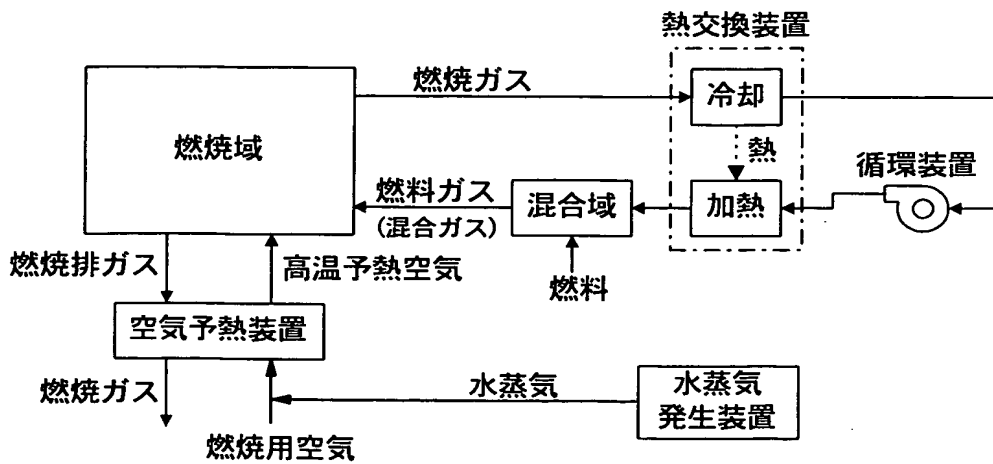 熱交換装置
燃焼ガス
冷却
燃焼域
熱
循環装置
燃料ガス
(混合ガス)
混合域
加熱
燃焼排ガス
高温予熱空気
燃料
空気予熱装置
燃焼ガス
水蒸気
水蒸気
発生装置
燃焼用空気